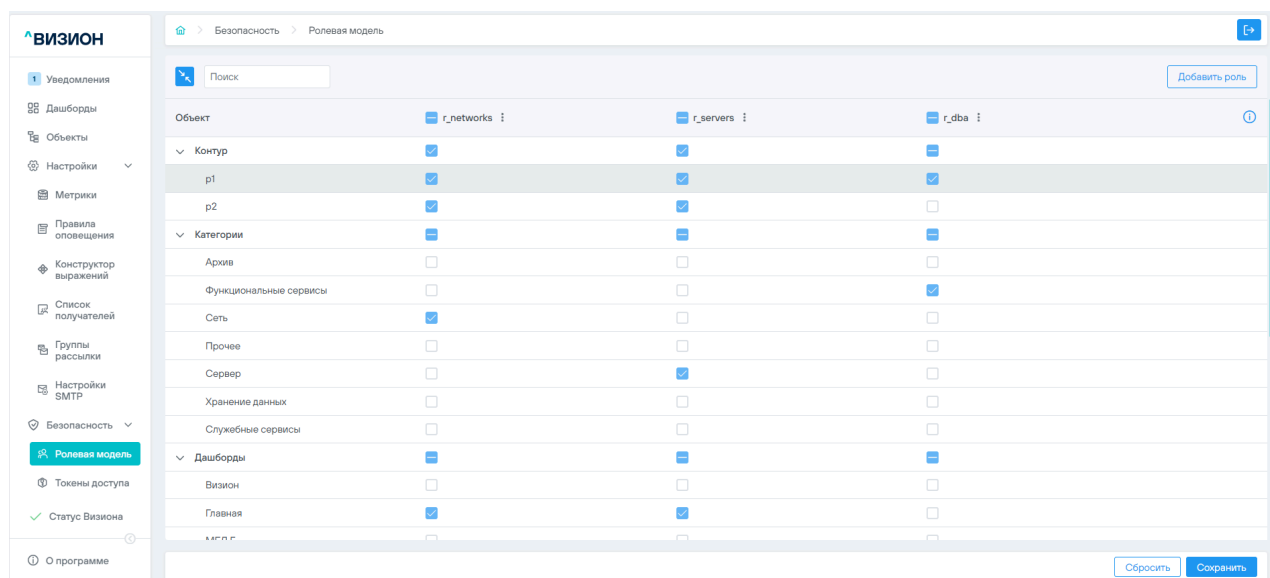 ^ВИЗИОН
1 Уведомления
Дашборды
Объекты
Настройки
Метрики
Правила
оповещения
Конструктор
выражений
Список
получателей
Группы
рассылки
Настройки
SMTP
Безопасность
Ролевая модель
Токены доступа
Статус Визиона
О программе
Безопасность > Ролевая модель
Поиск
Добавить роль
Объект r_networks r_servers r_dba
Контур
p1
p2
Категории
Архив
Функциональные сервисы
Сеть
Прочее
Сервер
Хранение данных
Служебные сервисы
Дашборды
Визион
Главная
Сбросить Сохранить